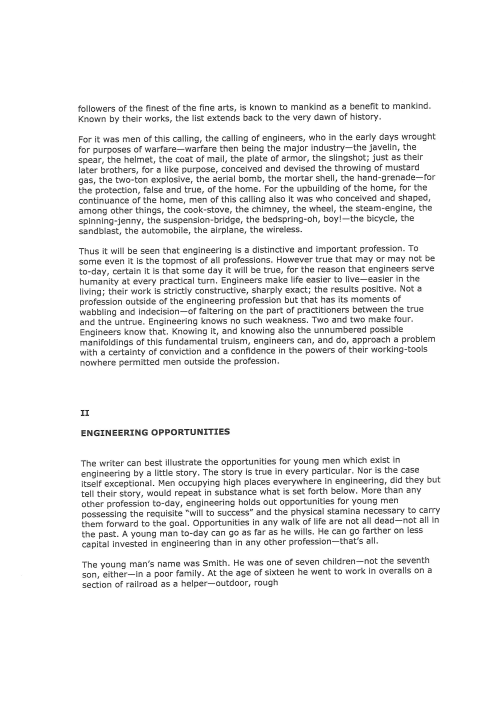 followers of the finest of the fine arts, is known to mankind as a benefit to mankind.
Known by their works, the list extends back to the very dawn of history.
For it was men of this calling, the calling of engineers, who in the early days wrought
for purposes of warfare—warfare then being the major industry—the javelin, the
spear, the helmet, the coat of mail, the plate of armor, the slingshot; just as their
later brothers, for a like purpose, conceived and devised the throwing of mustard
gas, the two-ton explosive, the aerial bomb, the mortar shell, the hand-grenade—for
the protection, false and true, of the home. For the upbuilding of the home, for the
continuance of the home, men of this calling also it was who conceived and shaped,
among other things, the cook-stove, the chimney, the wheel, the steam-engine, the
spinning-jenny, the suspension-bridge, the bedspring-oh, boy!—the bicycle, the
sandblast, the automobile, the airplane, the wireless.
Thus it will be seen that engineering is a distinctive and important profession. To
some even it is the topmost of all professions. However true that may or may not be
to-day, certain it is that some day it will be true, for the reason that engineers serve
humanity at every practical turn. Engineers make life easier to live—easier in the
living; their work is strictly constructive, sharply exact; the results positive. Not a
profession outside of the engineering profession but that has its moments of
wabbling and indecision—of faltering on the part of practitioners between the true
and the untrue. Engineering knows no such weakness. Two and two make four.
Engineers know that. Knowing it, and knowing also the unnumbered possible
manifoldings of this fundamental truism, engineers can, and do, approach a problem
with a certainty of conviction and a confidence in the powers of their working-tools
nowhere permitted men outside the profession.
II
ENGINEERING OPPORTUNITIES
The writer can best illustrate the opportunities for young men which exist in
engineering by a little story. The story is true in every particular. Nor is the case
itself exceptional. Men occupying high places everywhere in engineering, did they but
tell their story, would repeat in substance what is set forth below. More than any
other profession to-day, engineering holds out opportunities for young men
possessing the requisite "will to success" and the physical stamina necessary to carry
them forward to the goal. Opportunities in any walk of life are not all dead—not all in
the past. A young man to-day can go as far as he wills. He can go farther on less
capital invested in engineering than in any other profession—that's all.
The young man's name was Smith. He was one of seven children—not the seventh
son, either—in a poor family. At the age of sixteen he went to work in overalls on a
section of railroad as a helper—outdoor, rough